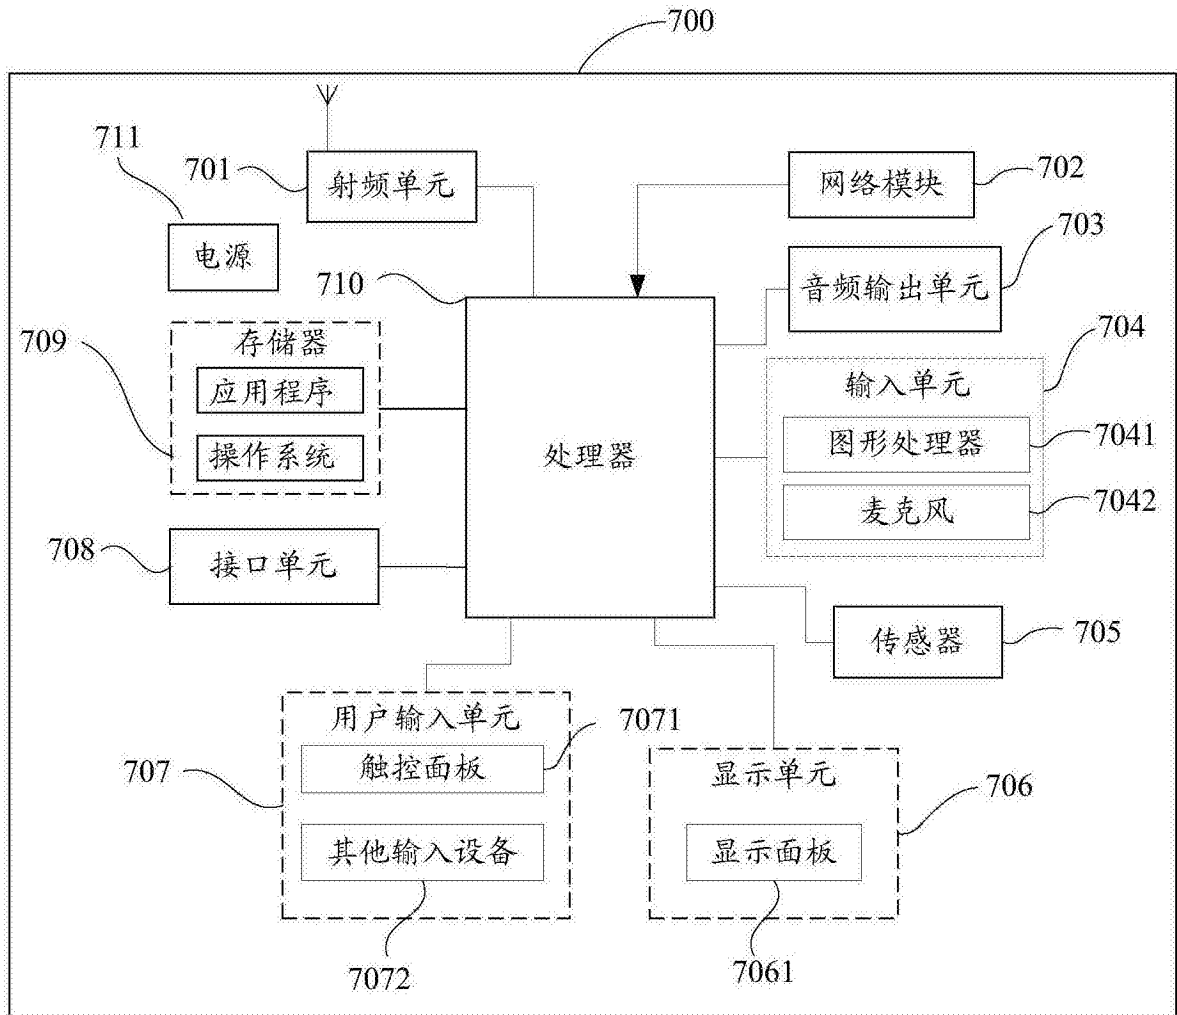 700
711
701
射频单元
网络模块
702
电源
710
音频输出单元
703
709
存储器
应用程序
操作系统
处理器
704
输入单元
图形处理器
7041
麦克风
7042
708
接口单元
传感器
705
用户输入单元
7071
707
触控面板
其他输入设备
7072
显示单元
706
显示面板
7061